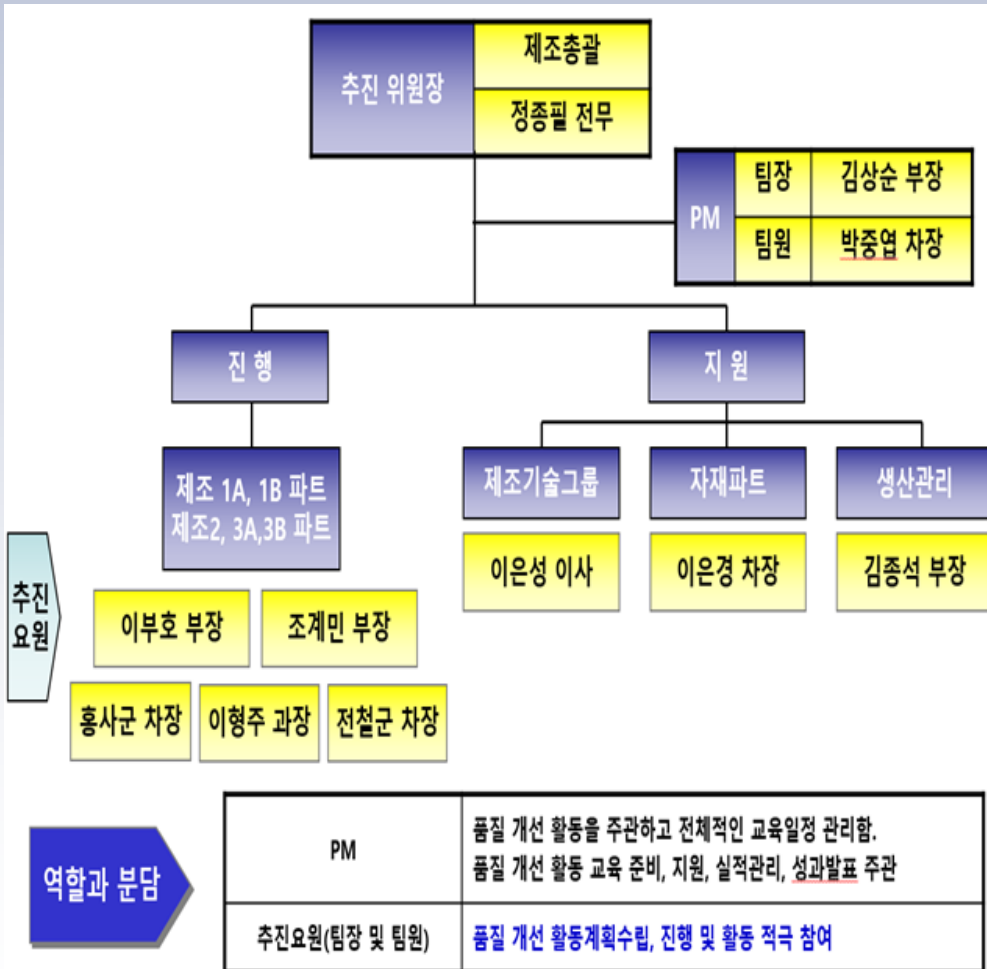 추진 위원장
제조총괄
정종필 전무
PM
팀장
김상순 부장
팀원
박중엽 차장
진 행
지 원
제조 1A, 1B 파트
제조2, 3A,3B 파트
제조기술그룹
자재파트
생산관리
이은성 이사
이은경 차장
김종석 부장
추진
요원
이부호 부장
조계민 부장
홍사군 차장
이형주 과장
전철군 차장
역할과 분담
PM
품질 개선 활동을 주관하고 전체적인 교육일정 관리함.
품질 개선 활동 교육 준비, 지원, 실적관리, 성과발표 주관
추진요원(팀장 및 팀원)
품질 개선 활동계획수립, 진행 및 활동 적극 참여